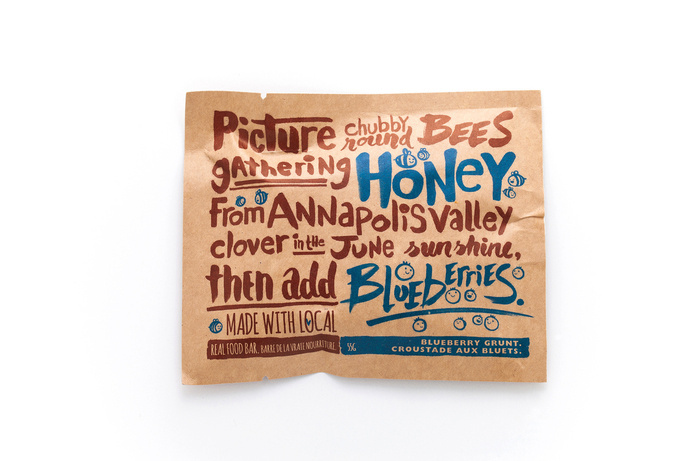 Picture chubby round BEES
gAthering HoNey
From ANNapolis Valley
clover in the JUNe sunshine,
then add Blueberries.
MADE WITH LOCAL
REAL FOOD BAR. BARRE DE LA VRAIE NOURRITURE. 55G
BLUEBERRY GRUNT.
CROUSTADE AUX BLUETS.